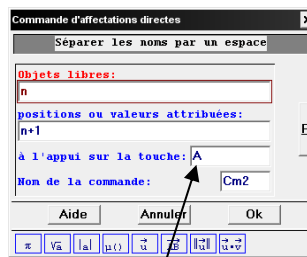 Commande d'affectations directes
Séparer les noms par un espace
Objets libres:
n
positions ou valeurs attribuées:
n+1
à l'appui sur la touche: A
Nom de la commande: Cm2
Aide Annuler Ok
π √a |a| μ() u⃗ AB⃗ ‖u⃗‖ u⃗·v⃗